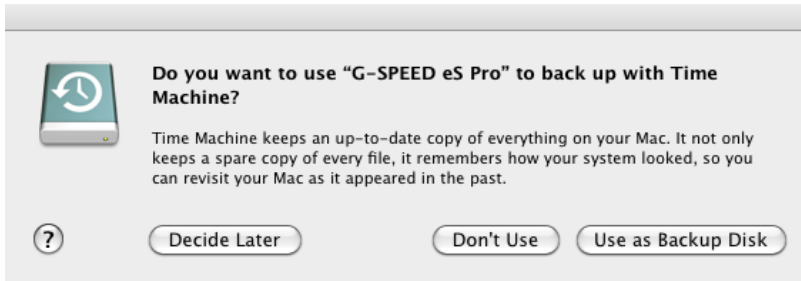 Do you want to use “G-SPEED eS Pro” to back up with Time
Machine?
Time Machine keeps an up-to-date copy of everything on your Mac. It not only
keeps a spare copy of every file, it remembers how your system looked, so you
can revisit your Mac as it appeared in the past.
? Decide Later Don't Use Use as Backup Disk